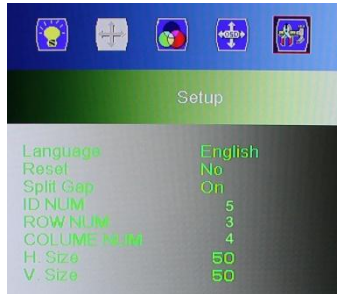 S
OSD
Setup
Language English
Reset No
Split Gap On
ID NUM 5
ROW NUM 3
COLUME NUM 4
H. Size 50
V. Size 50